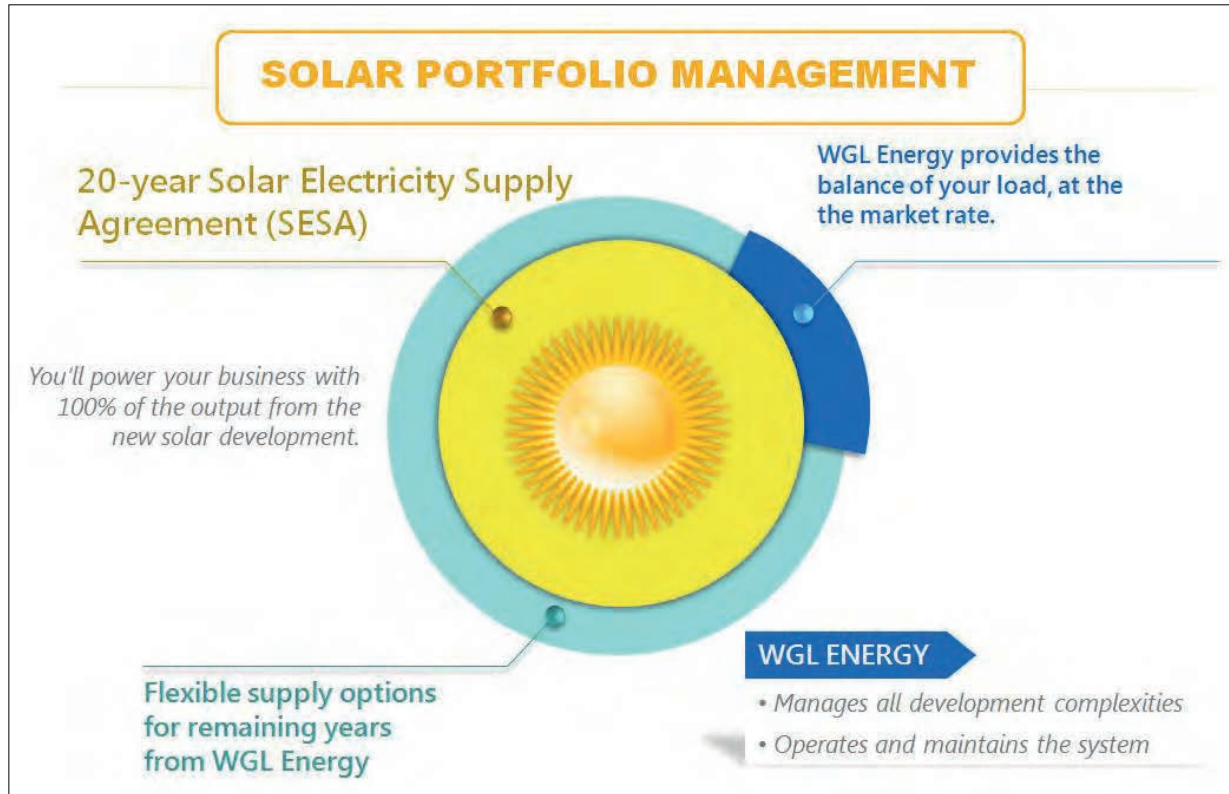 SOLAR PORTFOLIO MANAGEMENT
20-year Solar Electricity Supply
Agreement (SESA)
WGL Energy provides the
balance of your load, at the
the market rate.
You'll power your business with
100% of the output from the
new solar development.
Flexible supply options
for remaining years
from WGL Energy
WGL ENERGY
• Manages all development complexities
• Operates and maintains the system